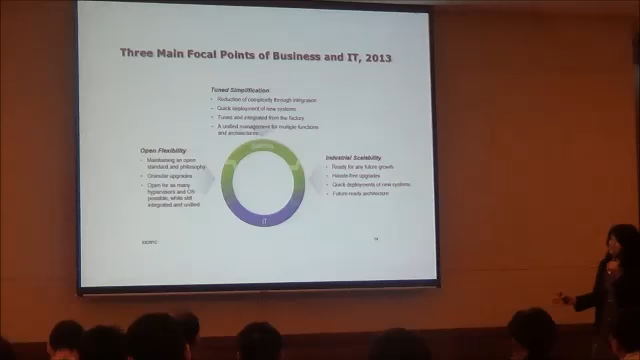 Three Main Focal Points of Business and IT, 2013
Tuned Simplification
• Reduction of complexity through integration
• Quick deployment of new systems
• Tuned and integrated from the factory
• A unified management for multiple functions
and architectures
Open Flexibility
• Maintaining an open
standard and philosophy
• Granular upgrades
• Open for as many
hypervisors and OS
possible, while still
integrated and unified
Industrial Scalability
• Ready for any future growth
• Hassle-free upgrades
• Quick deployments of new systems
• Future-ready architecture
Business
IT
14